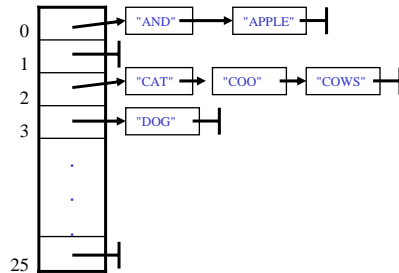 0 "AND" "APPLE"
1
2 "CAT" "COO" "COWS"
3 "DOG"
25